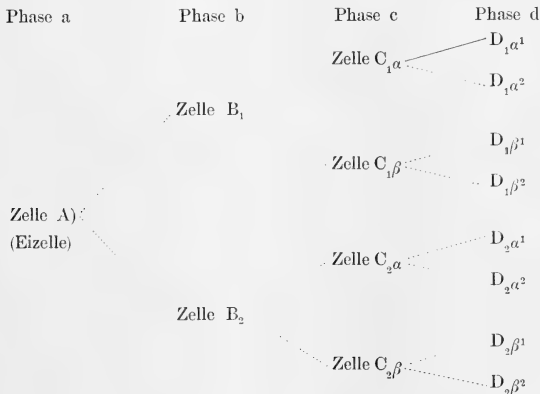 Phase a Phase b Phase c Phase d
D₁α¹
Zelle C₁α
D₁α²
Zelle B₁
D₁β¹
Zelle C₁β
D₁β²
Zelle A)
D₂α¹
(Eizelle)
Zelle C₂α
D₂α²
Zelle B₂
D₂β¹
Zelle C₂β
D₂β²